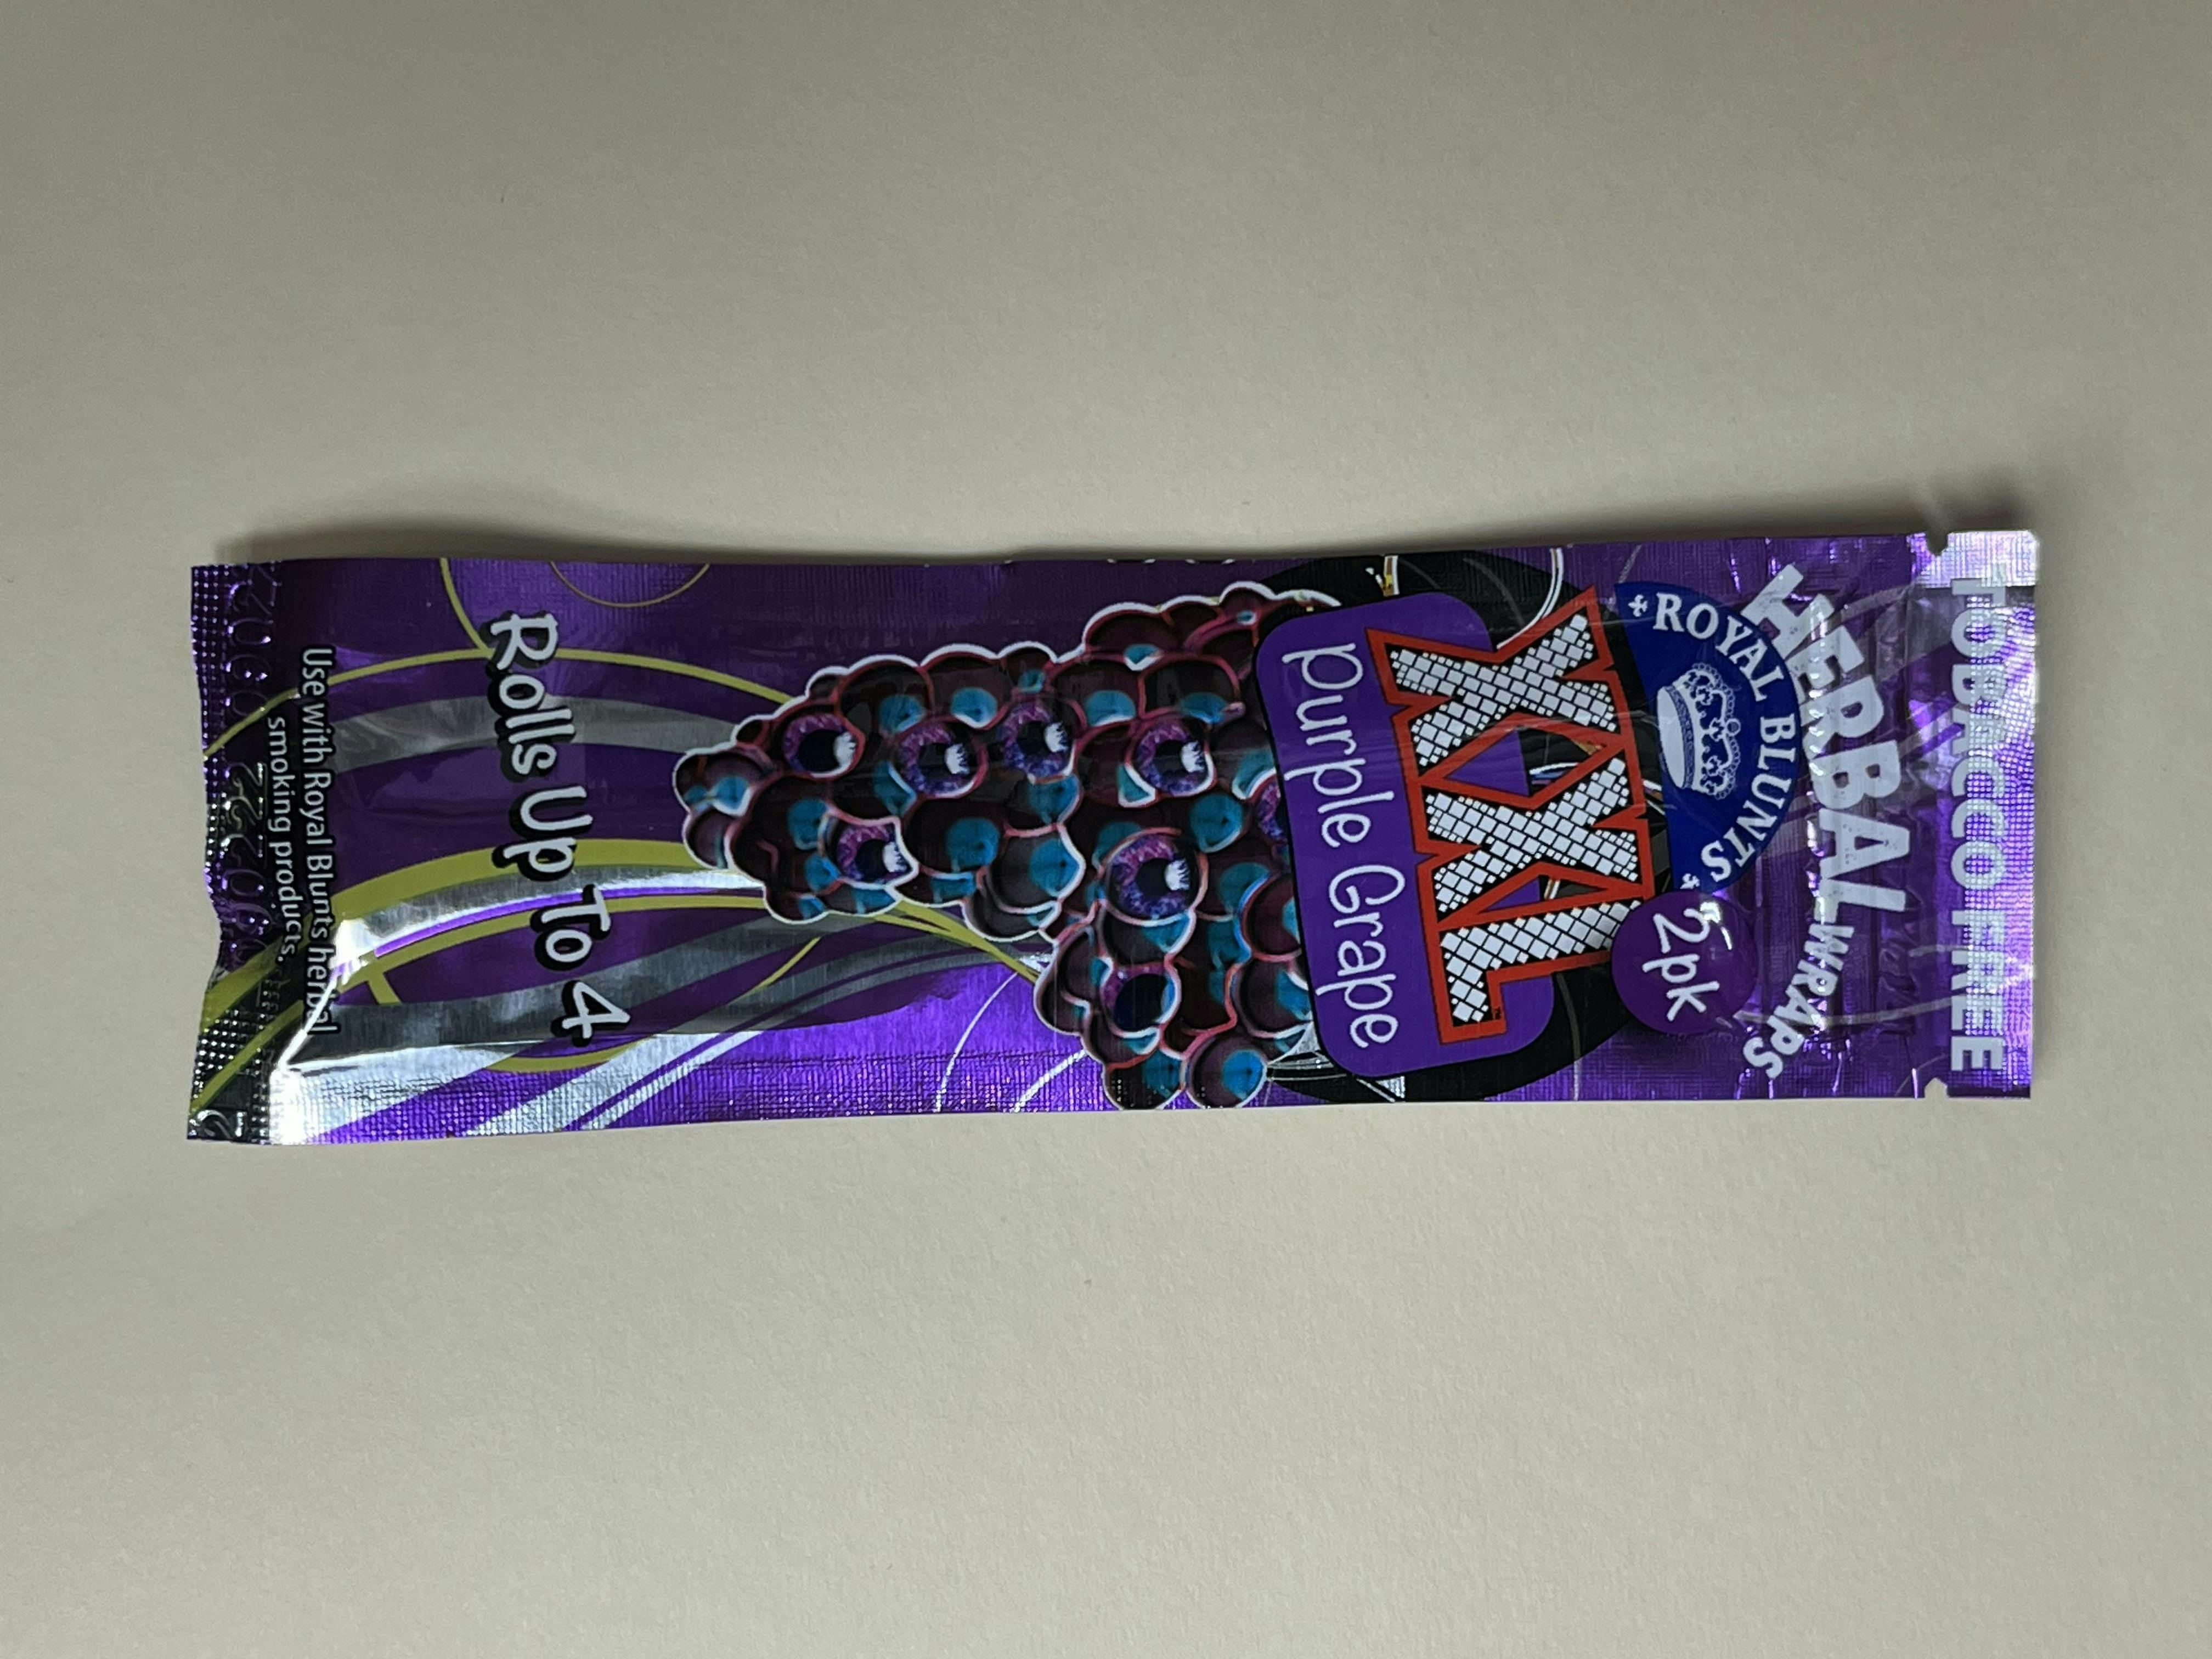 TOBACCO FREE
HERBAL WRAPS
ROYAL BLUNTS
2pk
XXL
Purple Grape
Rolls Up To 4
Use with Royal Blunts herbal
smoking products.